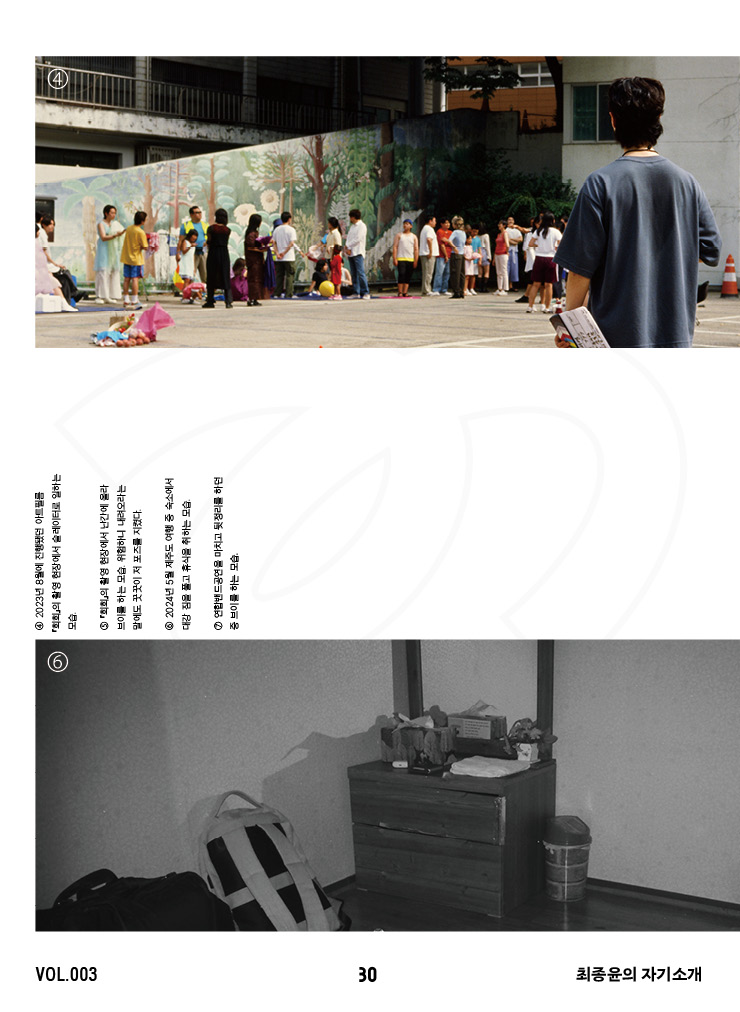 ④
④ 2023년 8월에 진행됐던 아트필름
『희희』의 촬영 현장에서 슬레이터로 일하는
모습.
⑤ 『희희』의 촬영 현장에서 난간에 올라
브이를 하는 모습. 위험하니 내려오라는
말에도 꿋꿋이 저 포즈를 지켰다.
⑥ 2024년 5월 제주도 여행 중 숙소에서
대강 짐을 풀고 휴식을 취하는 모습.
⑦ 연합밴드공연을 마치고 뒷정리를 하던
중 브이를 하는 모습.
⑥
VOL.003
30
최종윤의 자기소개